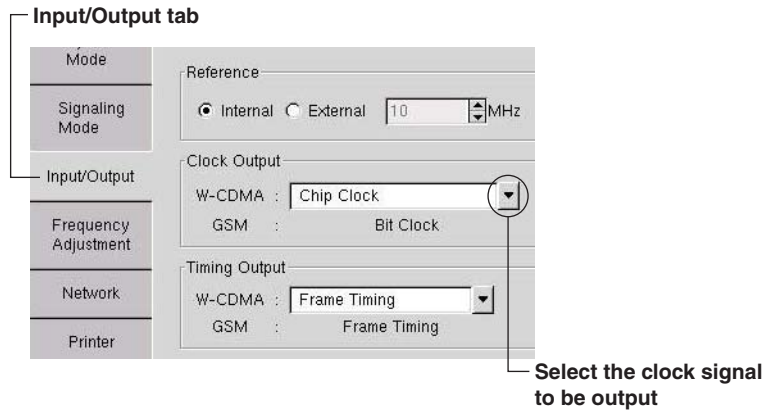 Input/Output tab
Mode
Signaling
Mode
Input/Output
Frequency
Adjustment
Network
Printer
Reference
Internal External 10 MHz
Clock Output
W-CDMA : Chip Clock
GSM : Bit Clock
Timing Output
W-CDMA : Frame Timing
GSM : Frame Timing
Select the clock signal
to be output